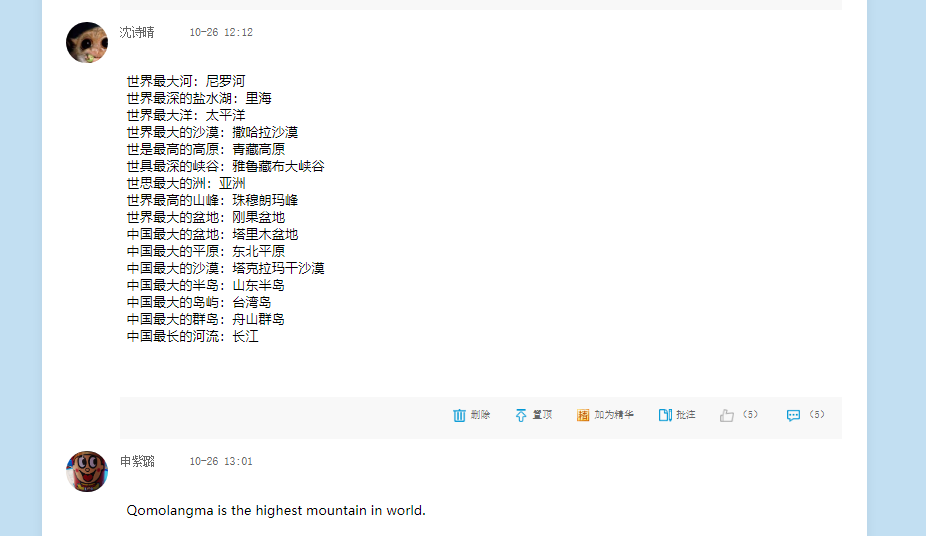 沈诗晴 10-26 12:12
世界最大河：尼罗河
世界最深的盐水湖：里海
世界最大洋：太平洋
世界最大的沙漠：撒哈拉沙漠
世是最高的高原：青藏高原
世具最深的峡谷：雅鲁藏布大峡谷
世思最大的洲：亚洲
世界最高的山峰：珠穆朗玛峰
世界最大的盆地：刚果盆地
中国最大的盆地：塔里木盆地
中国最大的平原：东北平原
中国最大的沙漠：塔克拉玛干沙漠
中国最大的半岛：山东半岛
中国最大的岛屿：台湾岛
中国最大的群岛：舟山群岛
中国最长的河流：长江
删除 置顶 精 加为精华 批注 （5） （5）
申紫璐 10-26 13:01
Qomolangma is the highest mountain in world.